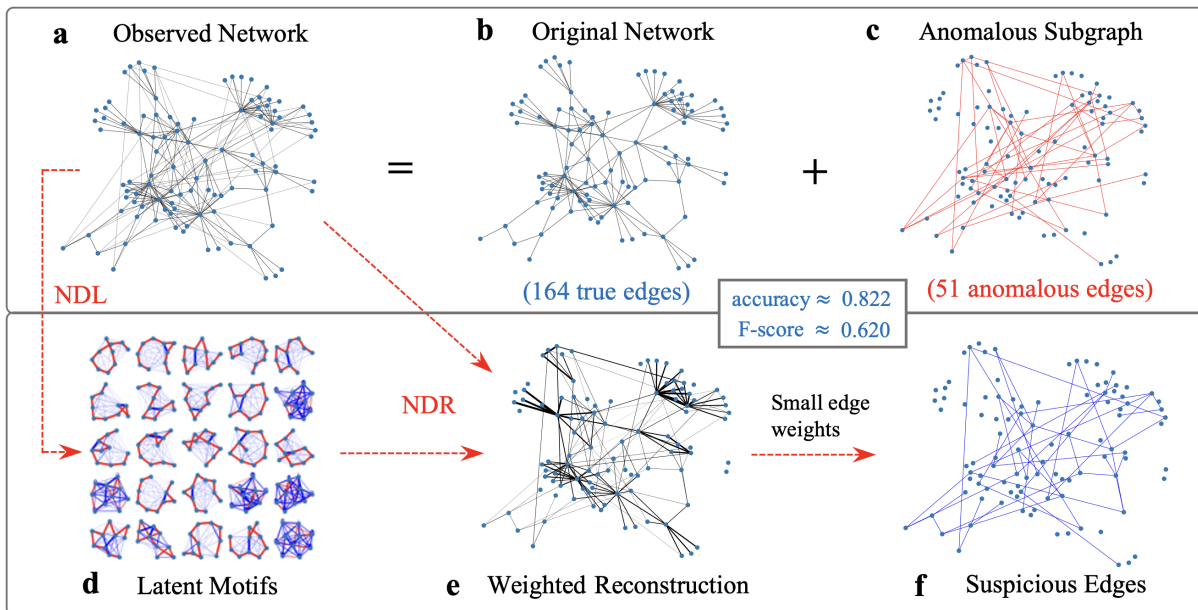 a Observed Network
b Original Network
c Anomalous Subgraph
=
+
NDL
(164 true edges)
accuracy ≈ 0.822
F-score ≈ 0.620
(51 anomalous edges)
NDR
Small edge
weights
d Latent Motifs
e Weighted Reconstruction
f Suspicious Edges